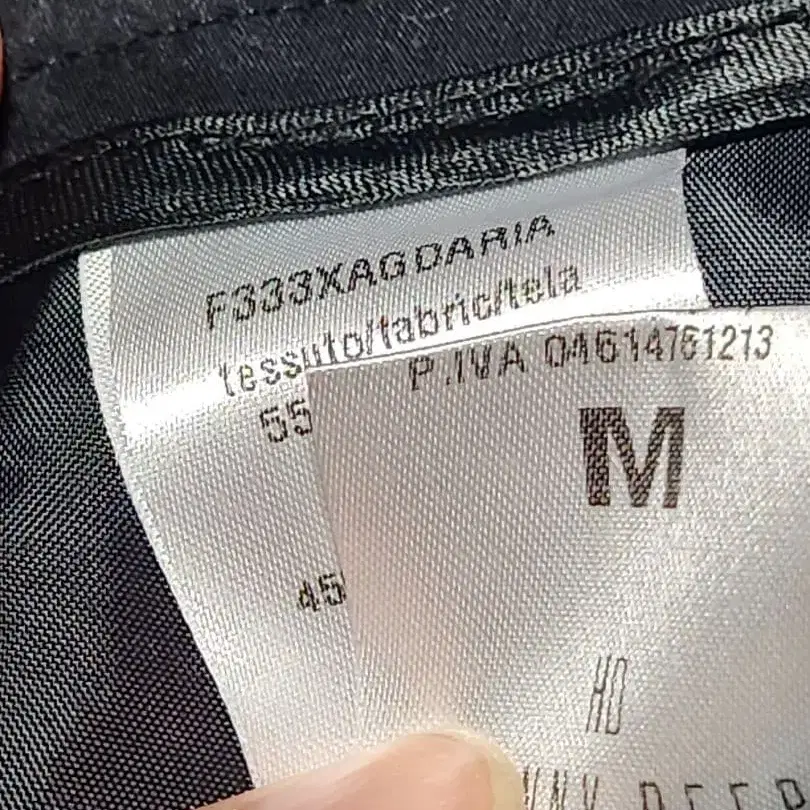 F333XAGDARIA
tessuto/fabric/tela
55
45
P.IVA 04614761213
M